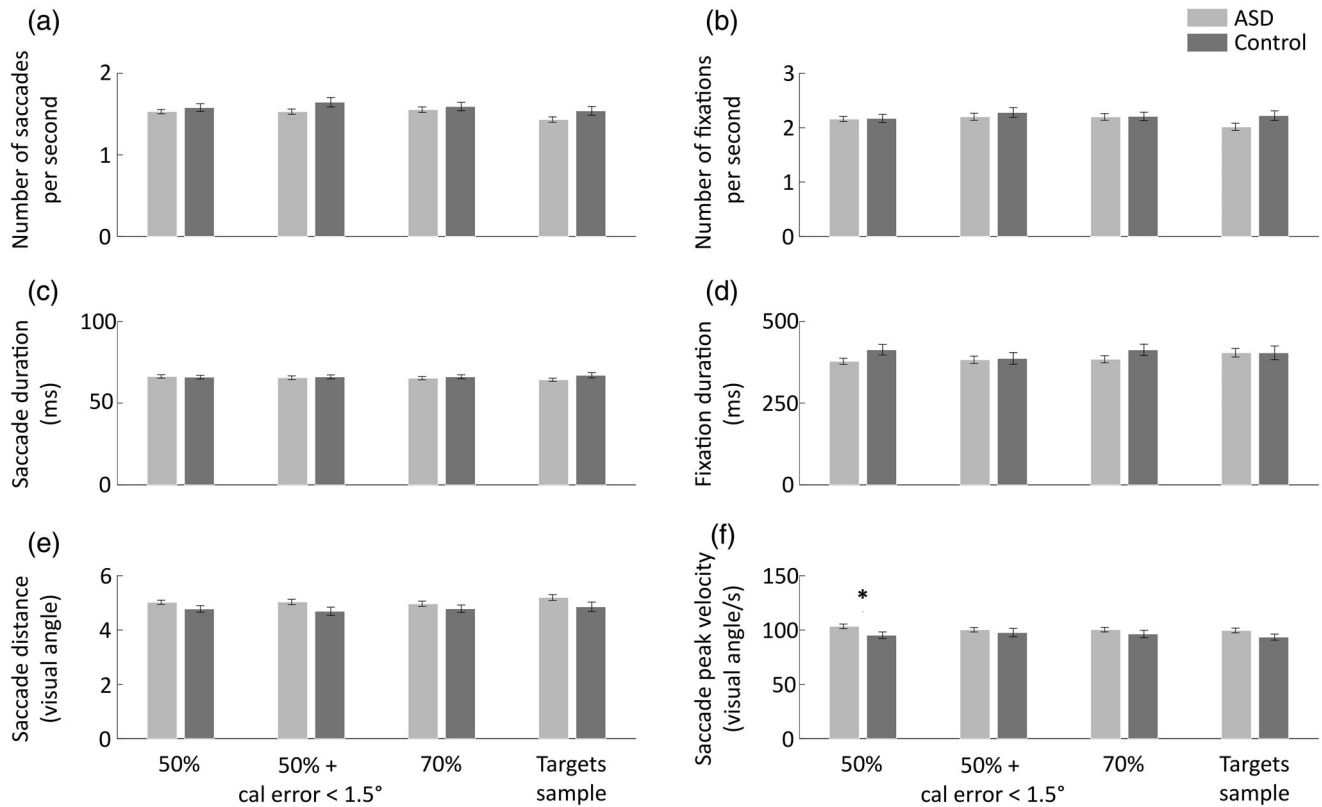 (a)
(b)
ASD
Control
Number of saccades
per second
2
1
0
Number of fixations
per second
3
2
1
0
(c)
(d)
Saccade duration
(ms)
100
50
0
Fixation duration
(ms)
500
250
0
(e)
(f)
Saccade distance
(visual angle)
6
4
2
0
Saccade peak velocity
(visual angle/s)
150
100
50
0
*
50%
50% +
cal error < 1.5°
70%
Targets
sample
50%
50% +
cal error < 1.5°
70%
Targets
sample